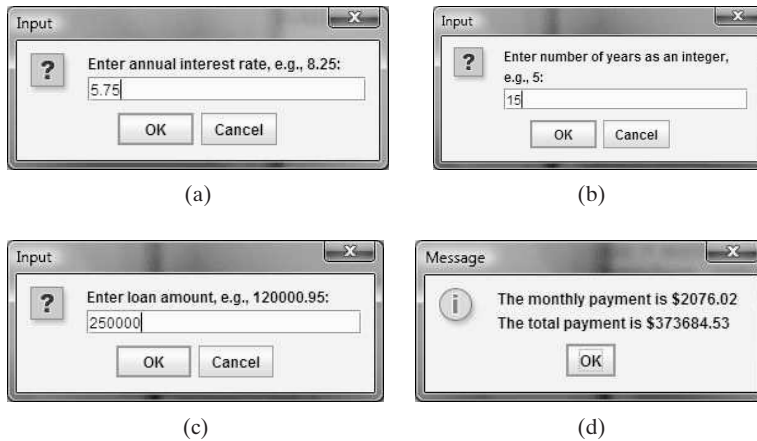 Input
X
?
Enter annual interest rate, e.g., 8.25:
5.75
OK Cancel
(a)
Input
X
?
Enter number of years as an integer,
e.g., 5:
15
OK Cancel
(b)
Input
X
?
Enter loan amount, e.g., 120000.95:
250000
OK Cancel
(c)
Message
X
i
The monthly payment is $2076.02
The total payment is $373684.53
OK
(d)